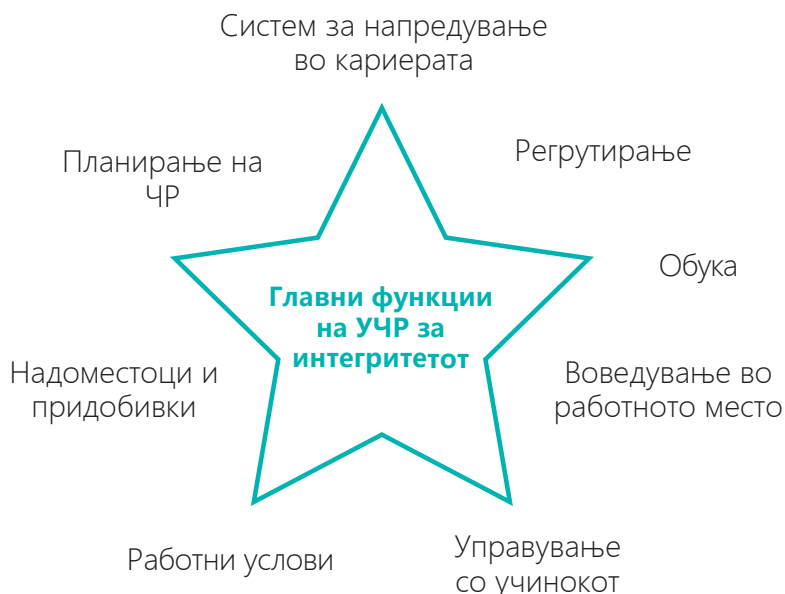 Систем за напредување
во кариерата
Регрутирање
Планирање на
ЧР
Обука
Главни функции
на УЧР за
интегритетот
Надоместоци и
придобивки
Воведување во
работното место
Управување
со учинокот
Работни услови